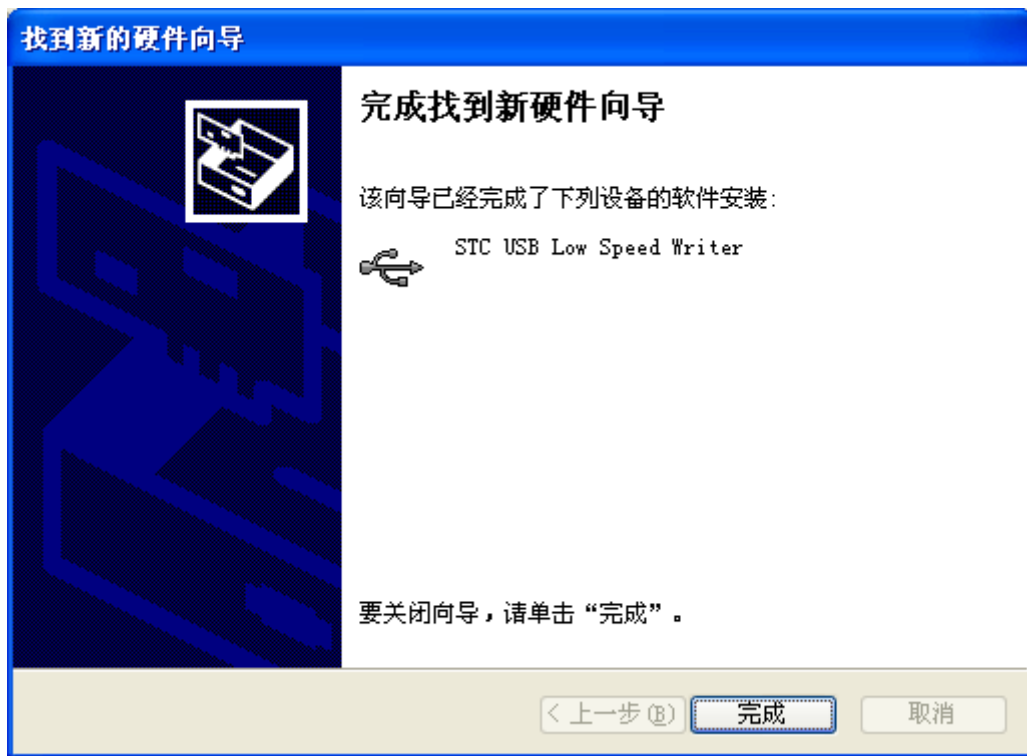 找到新的硬件向导
完成找到新硬件向导
该向导已经完成了下列设备的软件安装:
STC USB Low Speed Writer
要关闭向导，请单击“完成”。
< 上一步(B)
完成
取消